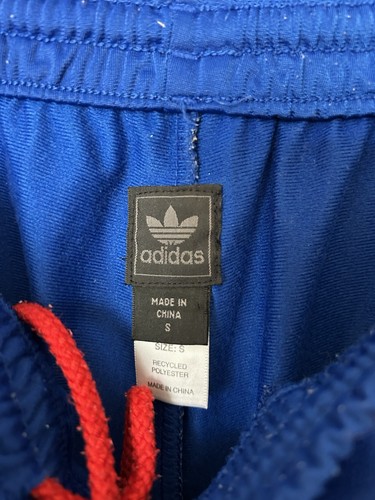 adidas
MADE IN
CHINA
S
SIZE: S
RECYCLED
POLYESTER
MADE IN CHINA